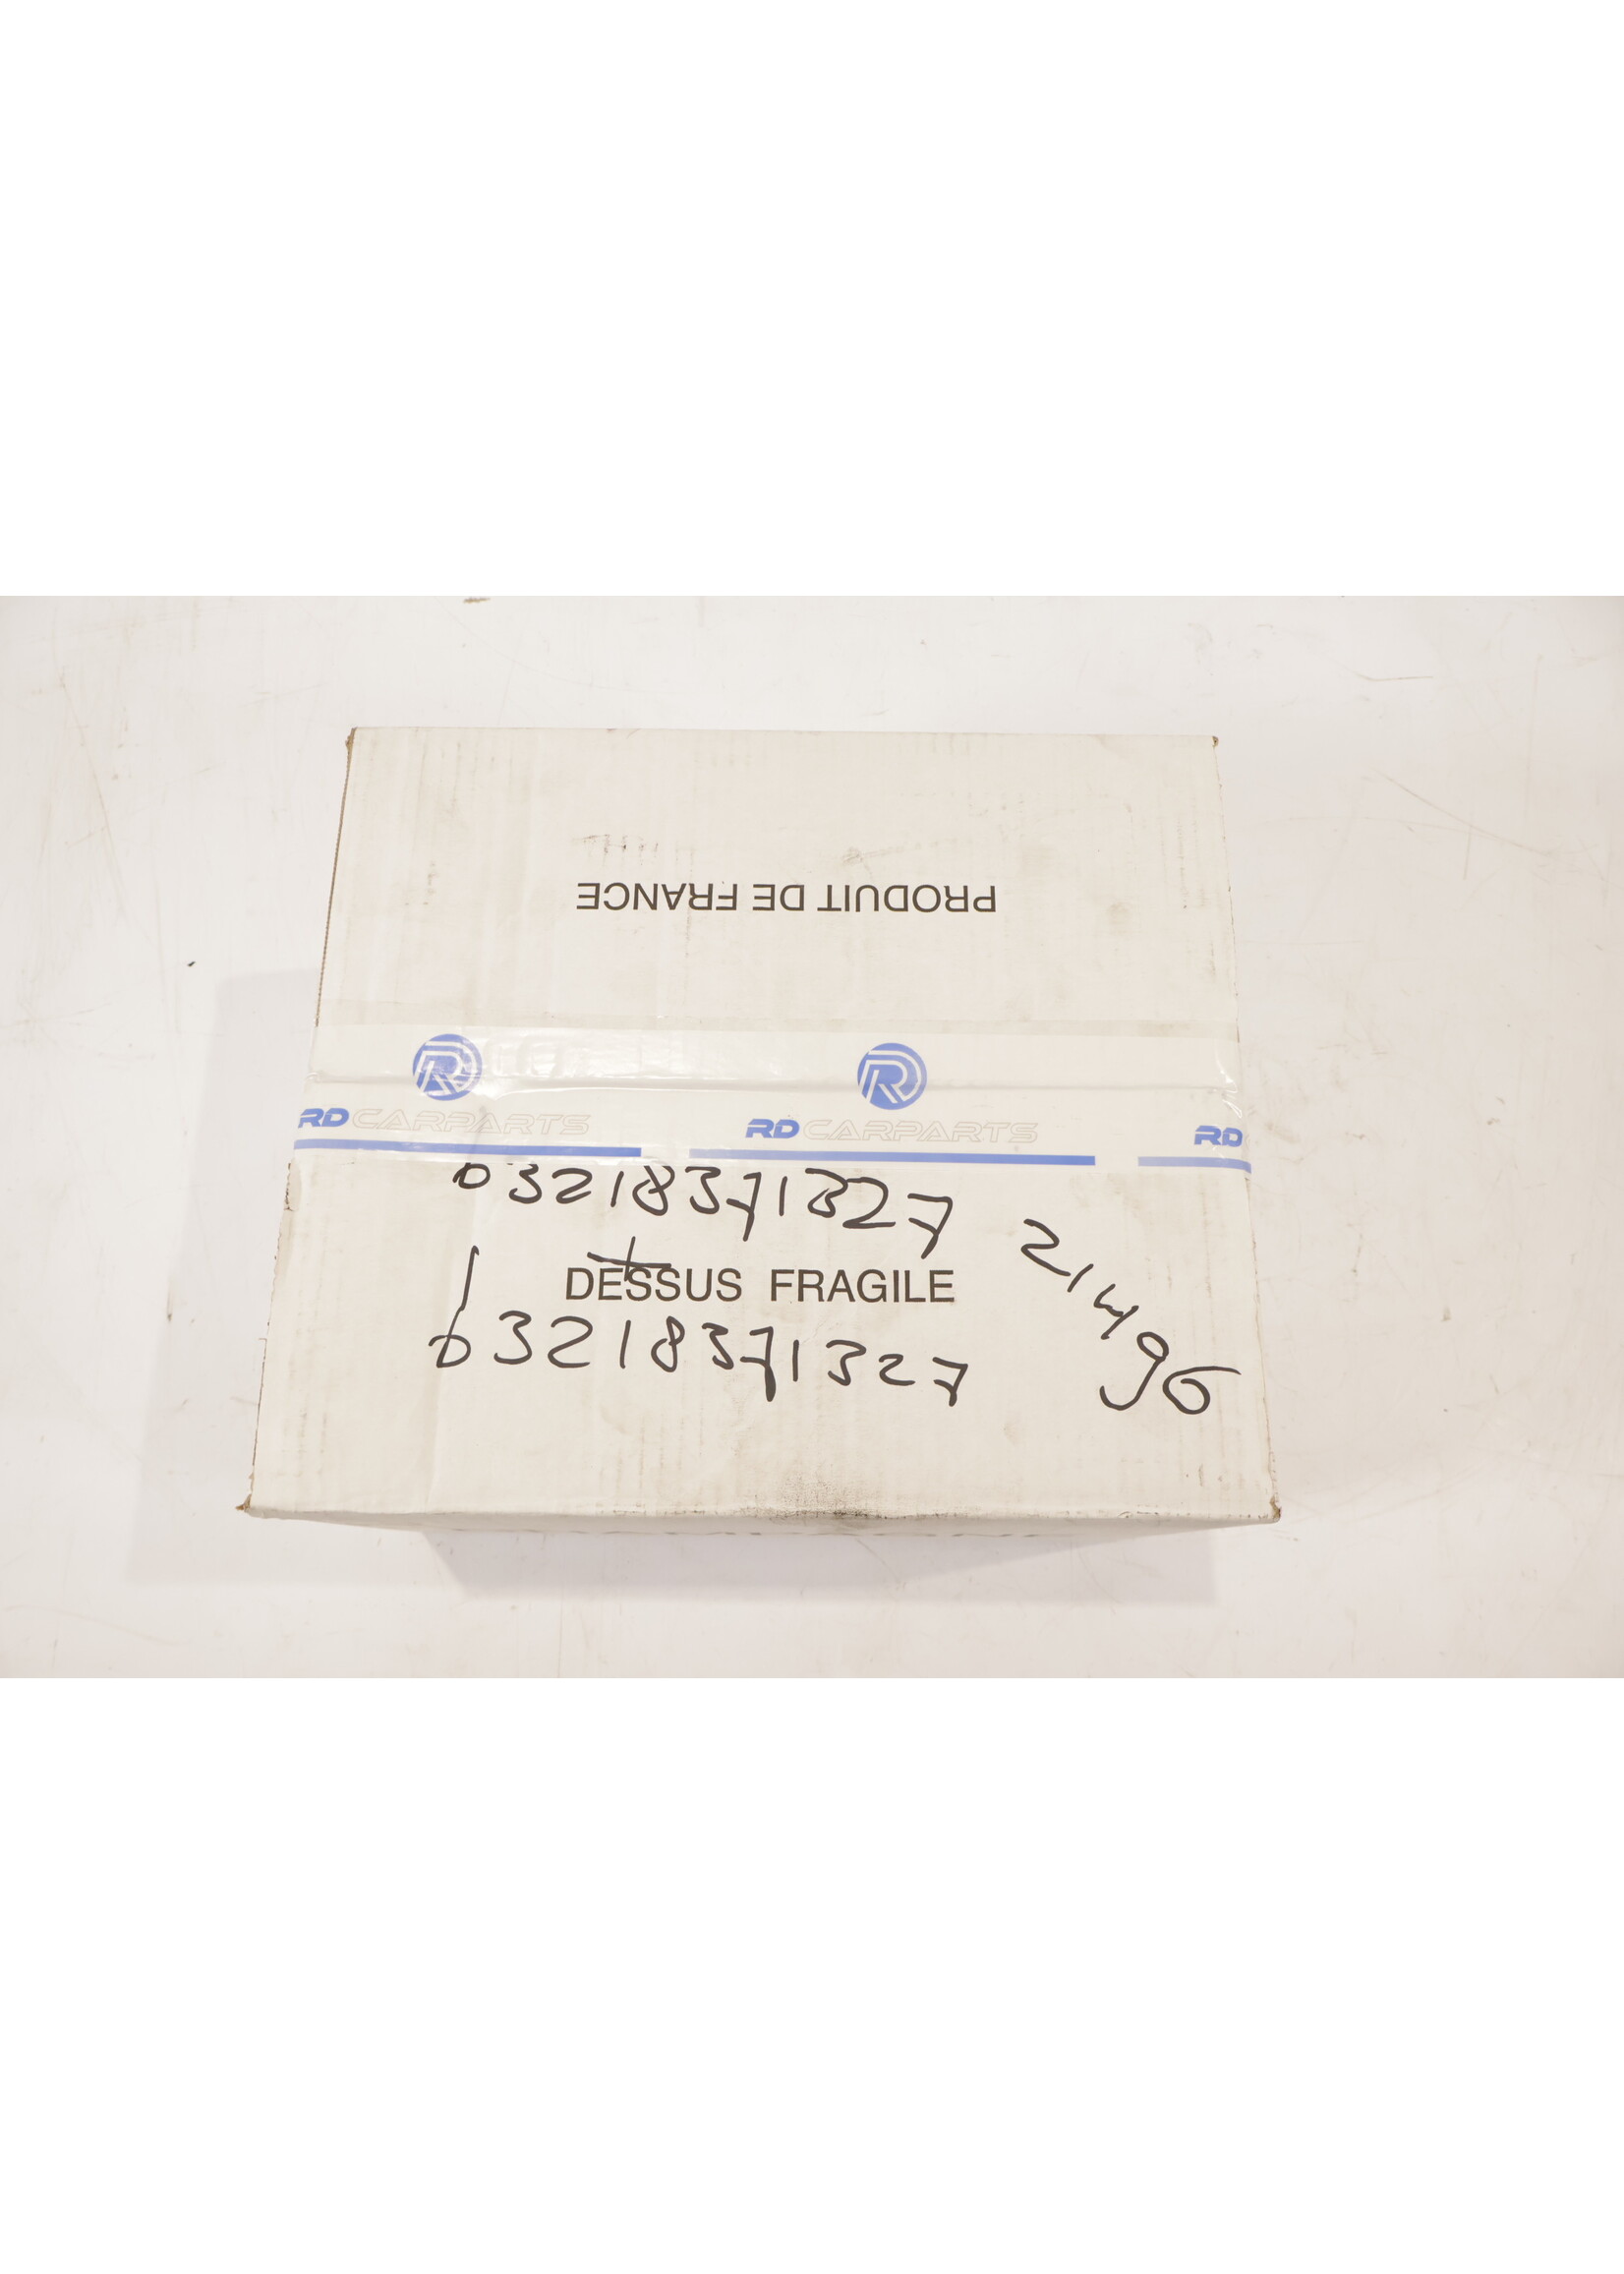 PRODUIT DE FRANCE
RD CARPARTS RD CARPARTS RD
03218371327
+
DESSUS FRAGILE
03218371327
21496